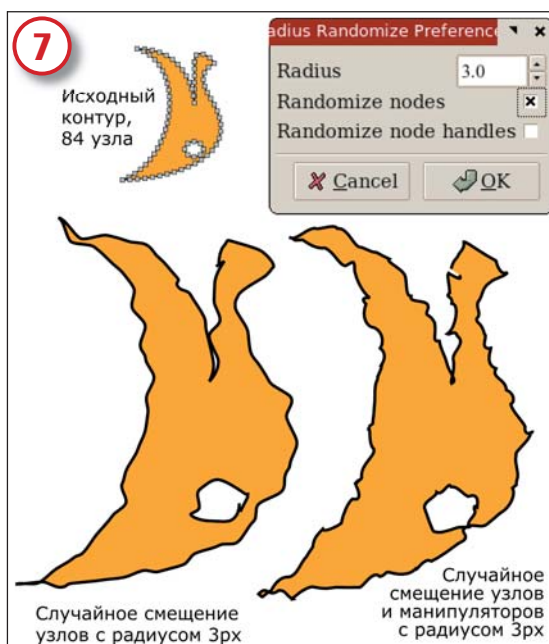 7
Исходный
контур,
84 узла
adius Randomize Preference
Radius 3.0
Randomize nodes
Randomize node handles
Cancel OK
Случайное смещение
узлов с радиусом 3px
Случайное
смещение узлов
и манипуляторов
с радиусом 3px